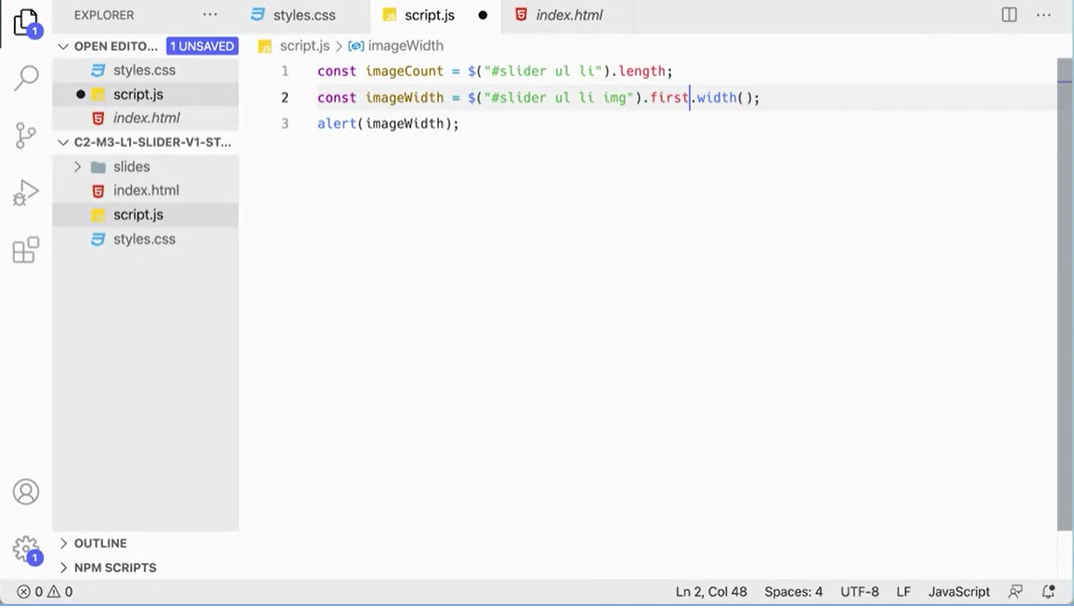 EXPLORER
styles.css
script.js
index.html
OPEN EDITO... 1 UNSAVED
styles.css
script.js
index.html
C2-M3-L1-SLIDER-V1-ST...
slides
index.html
script.js
styles.css
OUTLINE
NPM SCRIPTS
script.js > imageWidth
1 const imageCount = $("#slider ul li").length;
2 const imageWidth = $("#slider ul li img").first.width();
3 alert(imageWidth);
1
1
0 0
Ln 2, Col 48 Spaces: 4 UTF-8 LF JavaScript